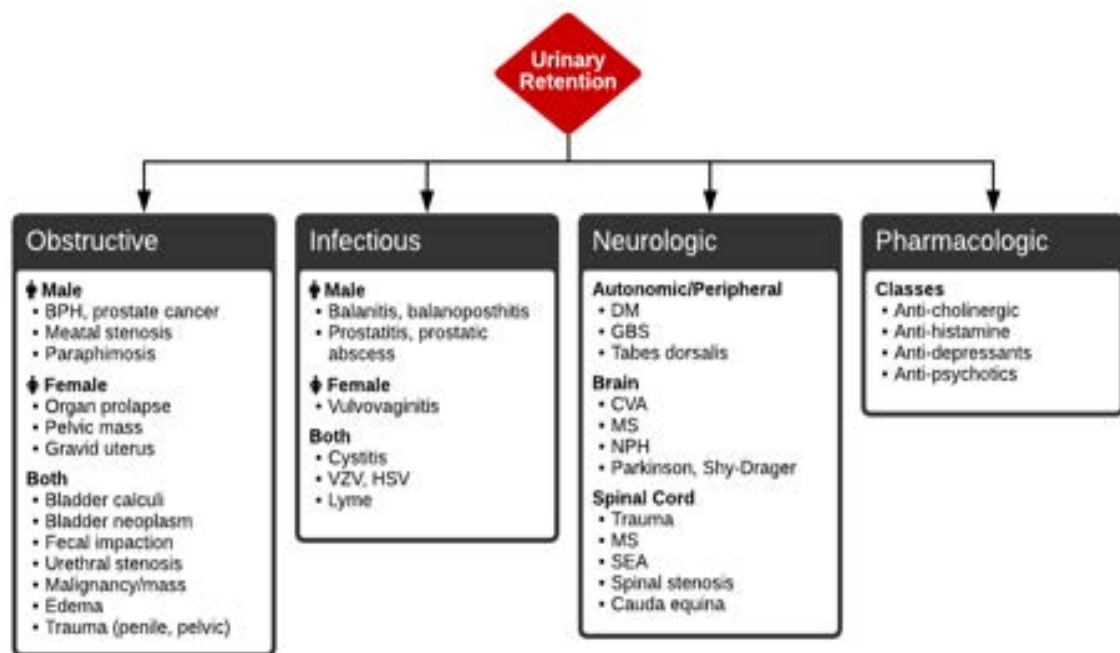 Urinary
Retention
Obstructive
Male
• BPH, prostate cancer
• Meatal stenosis
• Paraphimosis
Female
• Organ prolapse
• Pelvic mass
• Gravid uterus
Both
• Bladder calculi
• Bladder neoplasm
• Fecal impaction
• Urethral stenosis
• Malignancy/mass
• Edema
• Trauma (penile, pelvic)
Infectious
Male
• Balanitis, balanoposthitis
• Prostatitis, prostatic
abscess
Female
• Vulvovaginitis
Both
• Cystitis
• VZV, HSV
• Lyme
Neurologic
Autonomic/Peripheral
• DM
• GBS
• Tabes dorsalis
Brain
• CVA
• MS
• NPH
• Parkinson, Shy-Drager
Spinal Cord
• Trauma
• MS
• SEA
• Spinal stenosis
• Cauda equina
Pharmacologic
Classes
• Anti-cholinergic
• Anti-histamine
• Anti-depressants
• Anti-psychotics